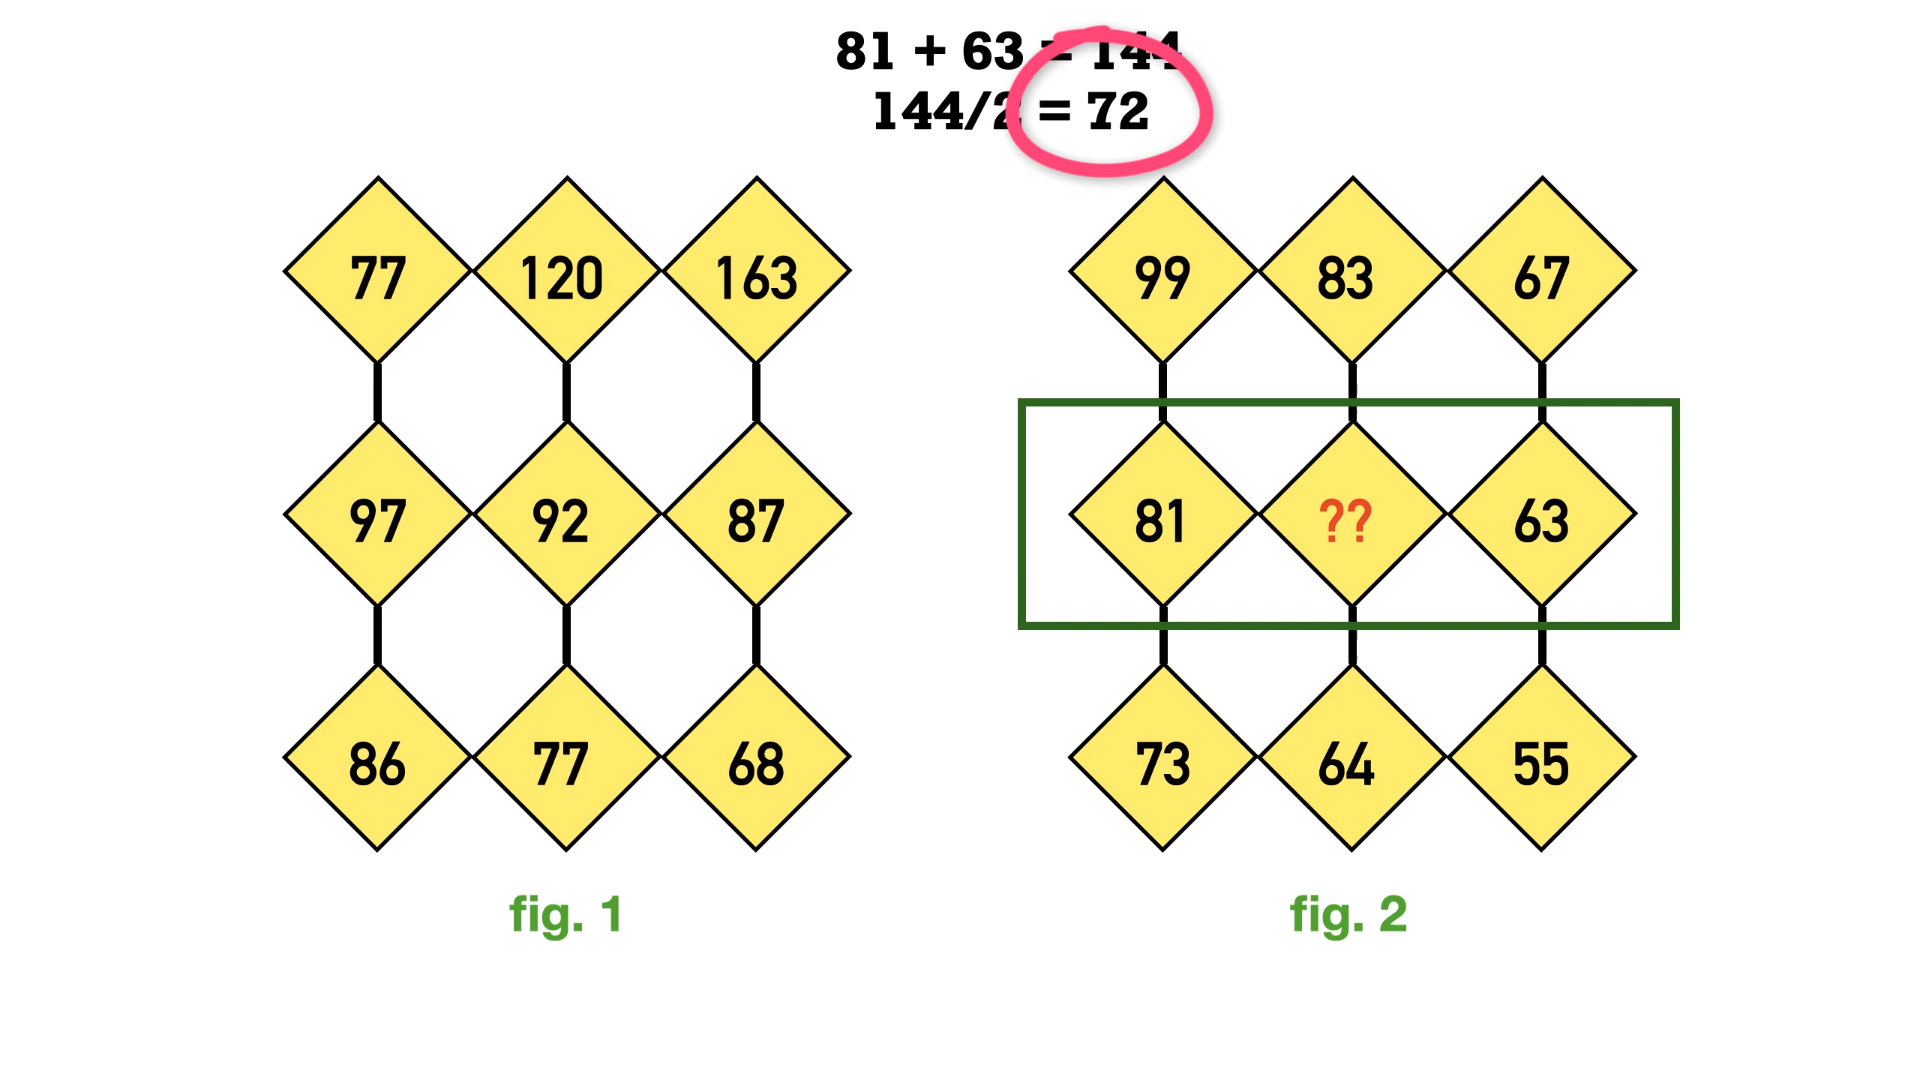 81 + 63 = 144
144/2 = 72
77 120 163
99 83 67
97 92 87
81 ?? 63
86 77 68
73 64 55
fig. 1
fig. 2